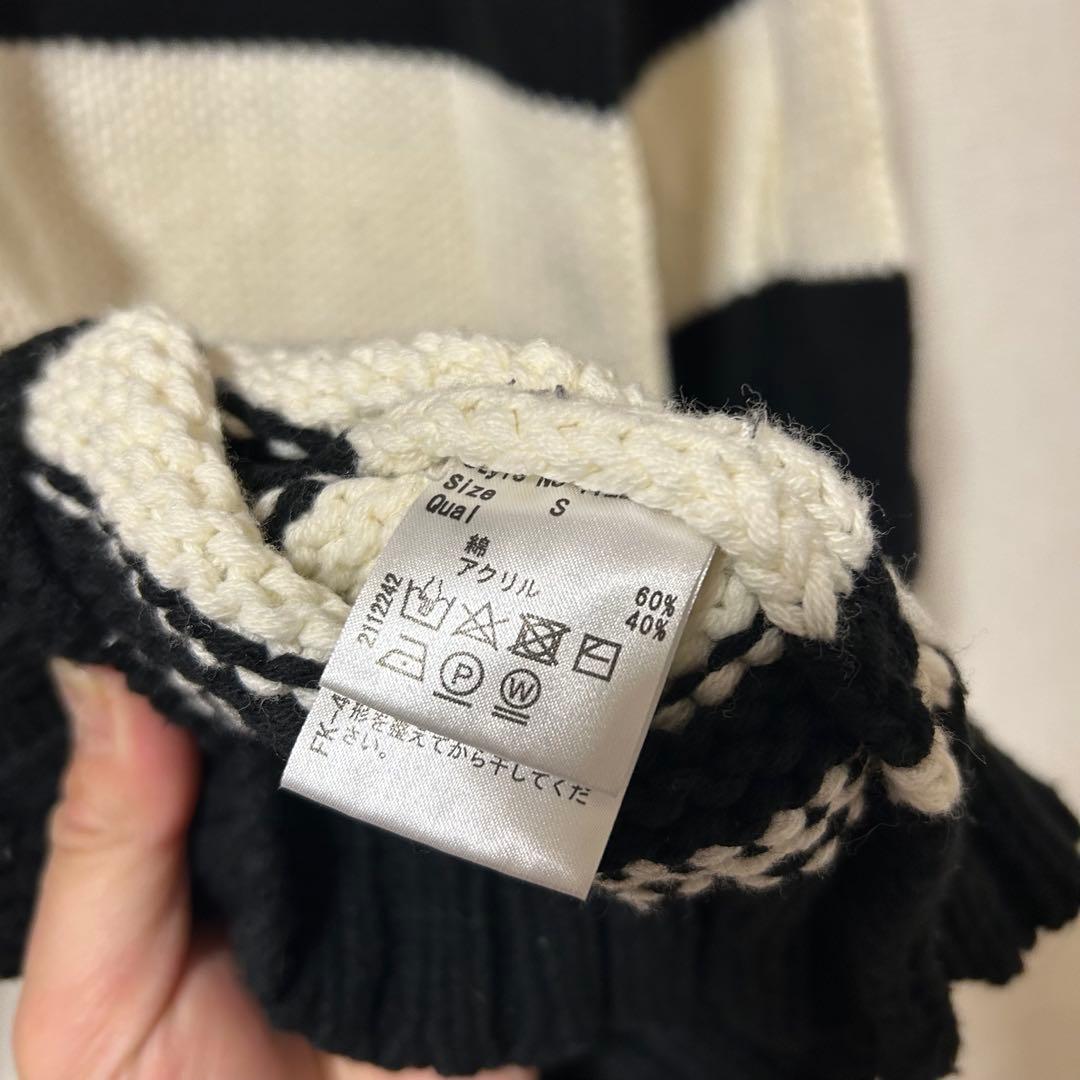 Size S
Qual
綿 60%
アクリル 40%
2112242
P W
FK-A
形を整えてから干してくだ
さい。